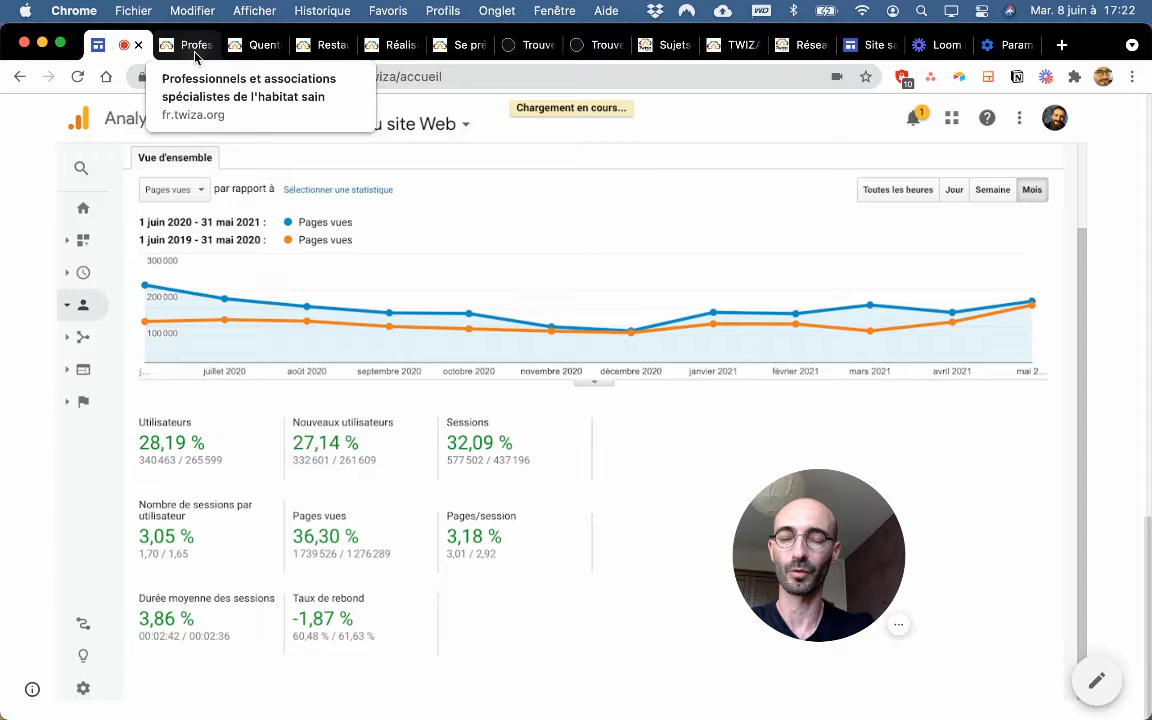 Chrome Fichier Modifier Afficher Historique Favoris Profils Onglet Fenêtre Aide WD A Mar. 8 juin à 17:22
Profes Quent Resta Réalis Se pré Trouve Trouve Sujets TWIZA Résea Site sa Loom Param
Professionnels et associations
spécialistes de l'habitat sain
fr.twiza.org
wiza/accueil
10
Analy
u site Web
Chargement en cours...
1
Vue d'ensemble
Pages vues par rapport à Sélectionner une statistique
Toutes les heures Jour Semaine Mois
1 juin 2020 - 31 mai 2021 : Pages vues
1 juin 2019 - 31 mai 2020 : Pages vues
300 000
200 000
100 000
j... juillet 2020 août 2020 septembre 2020 octobre 2020 novembre 2020 décembre 2020 janvier 2021 février 2021 mars 2021 avril 2021 mai 2...
Utilisateurs
28,19 %
340 463 / 265 599
Nouveaux utilisateurs
27,14 %
332 601 / 261 609
Sessions
32,09 %
577 502 / 437 196
Nombre de sessions par
utilisateur
3,05 %
1,70 / 1,65
Pages vues
36,30 %
1 739 526 / 1 276 289
Pages/session
3,18 %
3,01 / 2,92
Durée moyenne des sessions
3,86 %
00:02:42 / 00:02:36
Taux de rebond
-1,87 %
60,48 % / 61,63 %